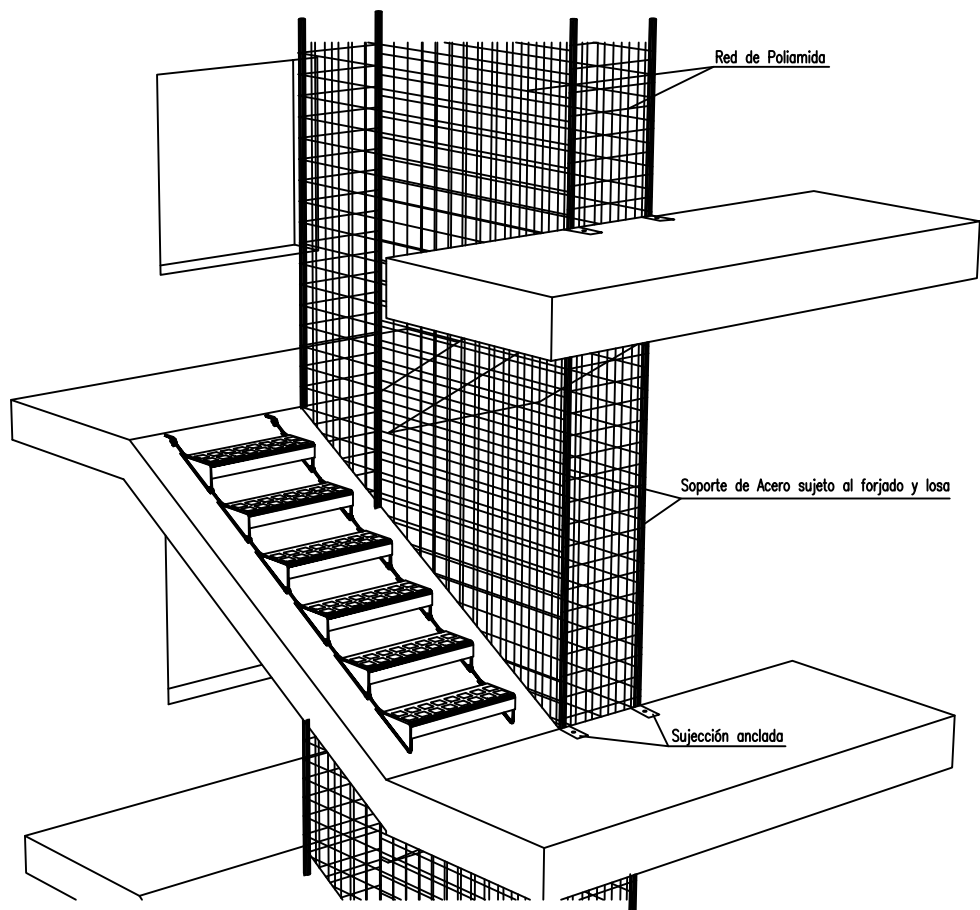 Red de Poliamida
Soporte de Acero sujeto al forjado y losa
Sujección anclada